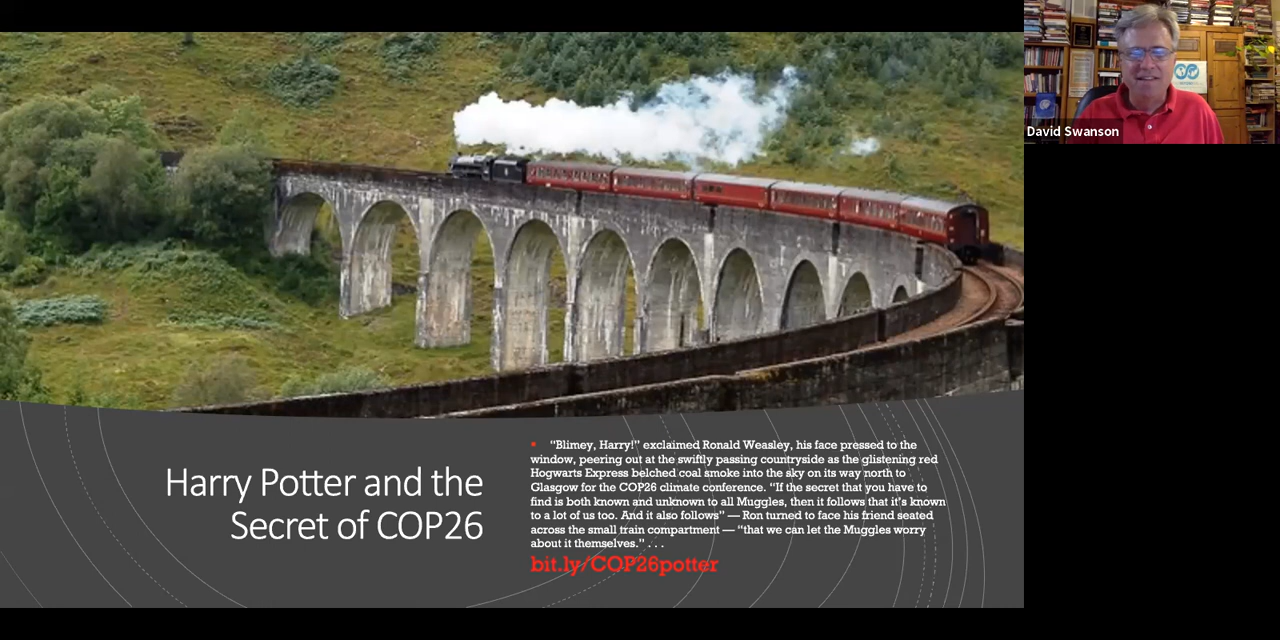 David Swanson
Harry Potter and the
Secret of COP26
▪ “Blimey, Harry!” exclaimed Ronald Weasley, his face pressed to the
window, peering out at the swiftly passing countryside as the glistening red
Hogwarts Express belched coal smoke into the sky on its way north to
Glasgow for the COP26 climate conference. “If the secret that you have to
find is both known and unknown to all Muggles, then it follows that it’s known
to a lot of us too. And it also follows” — Ron turned to face his friend seated
across the small train compartment — “that we can let the Muggles worry
about it themselves.” . . .
bit.ly/COP26potter